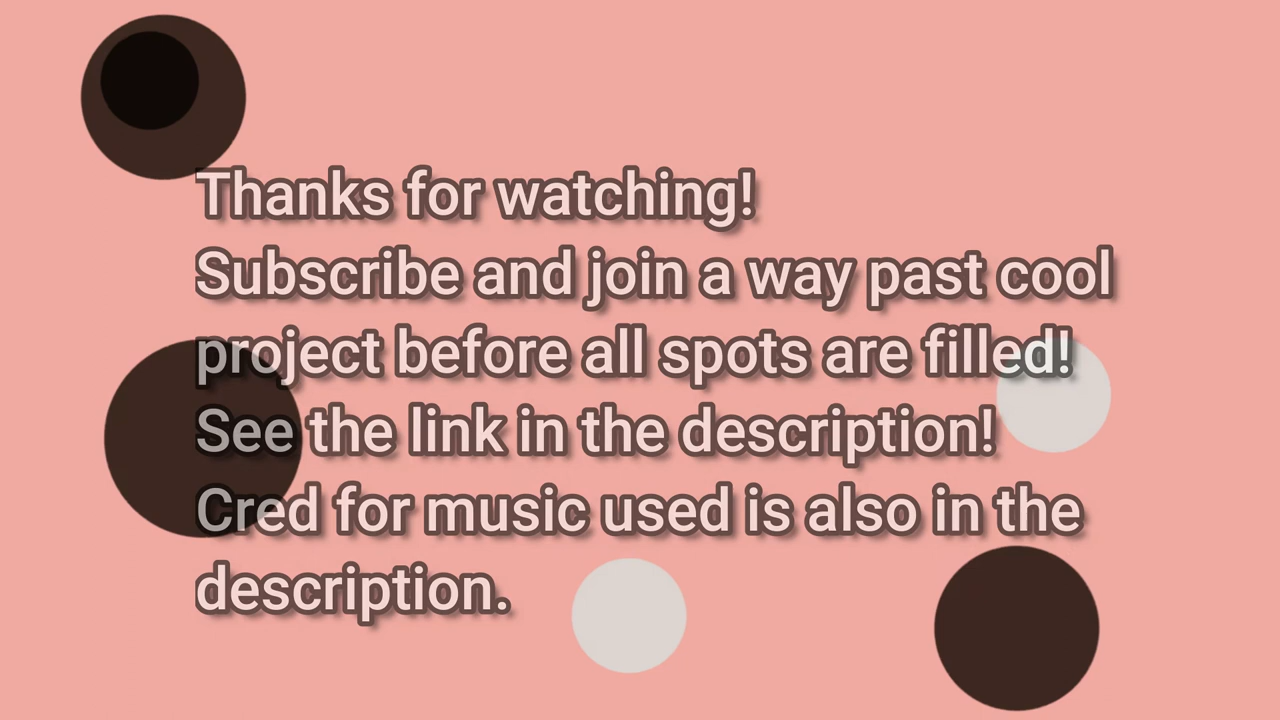 Thanks for watching!
Subscribe and join a way past cool
project before all spots are filled!
See the link in the description!
Cred for music used is also in the
description.